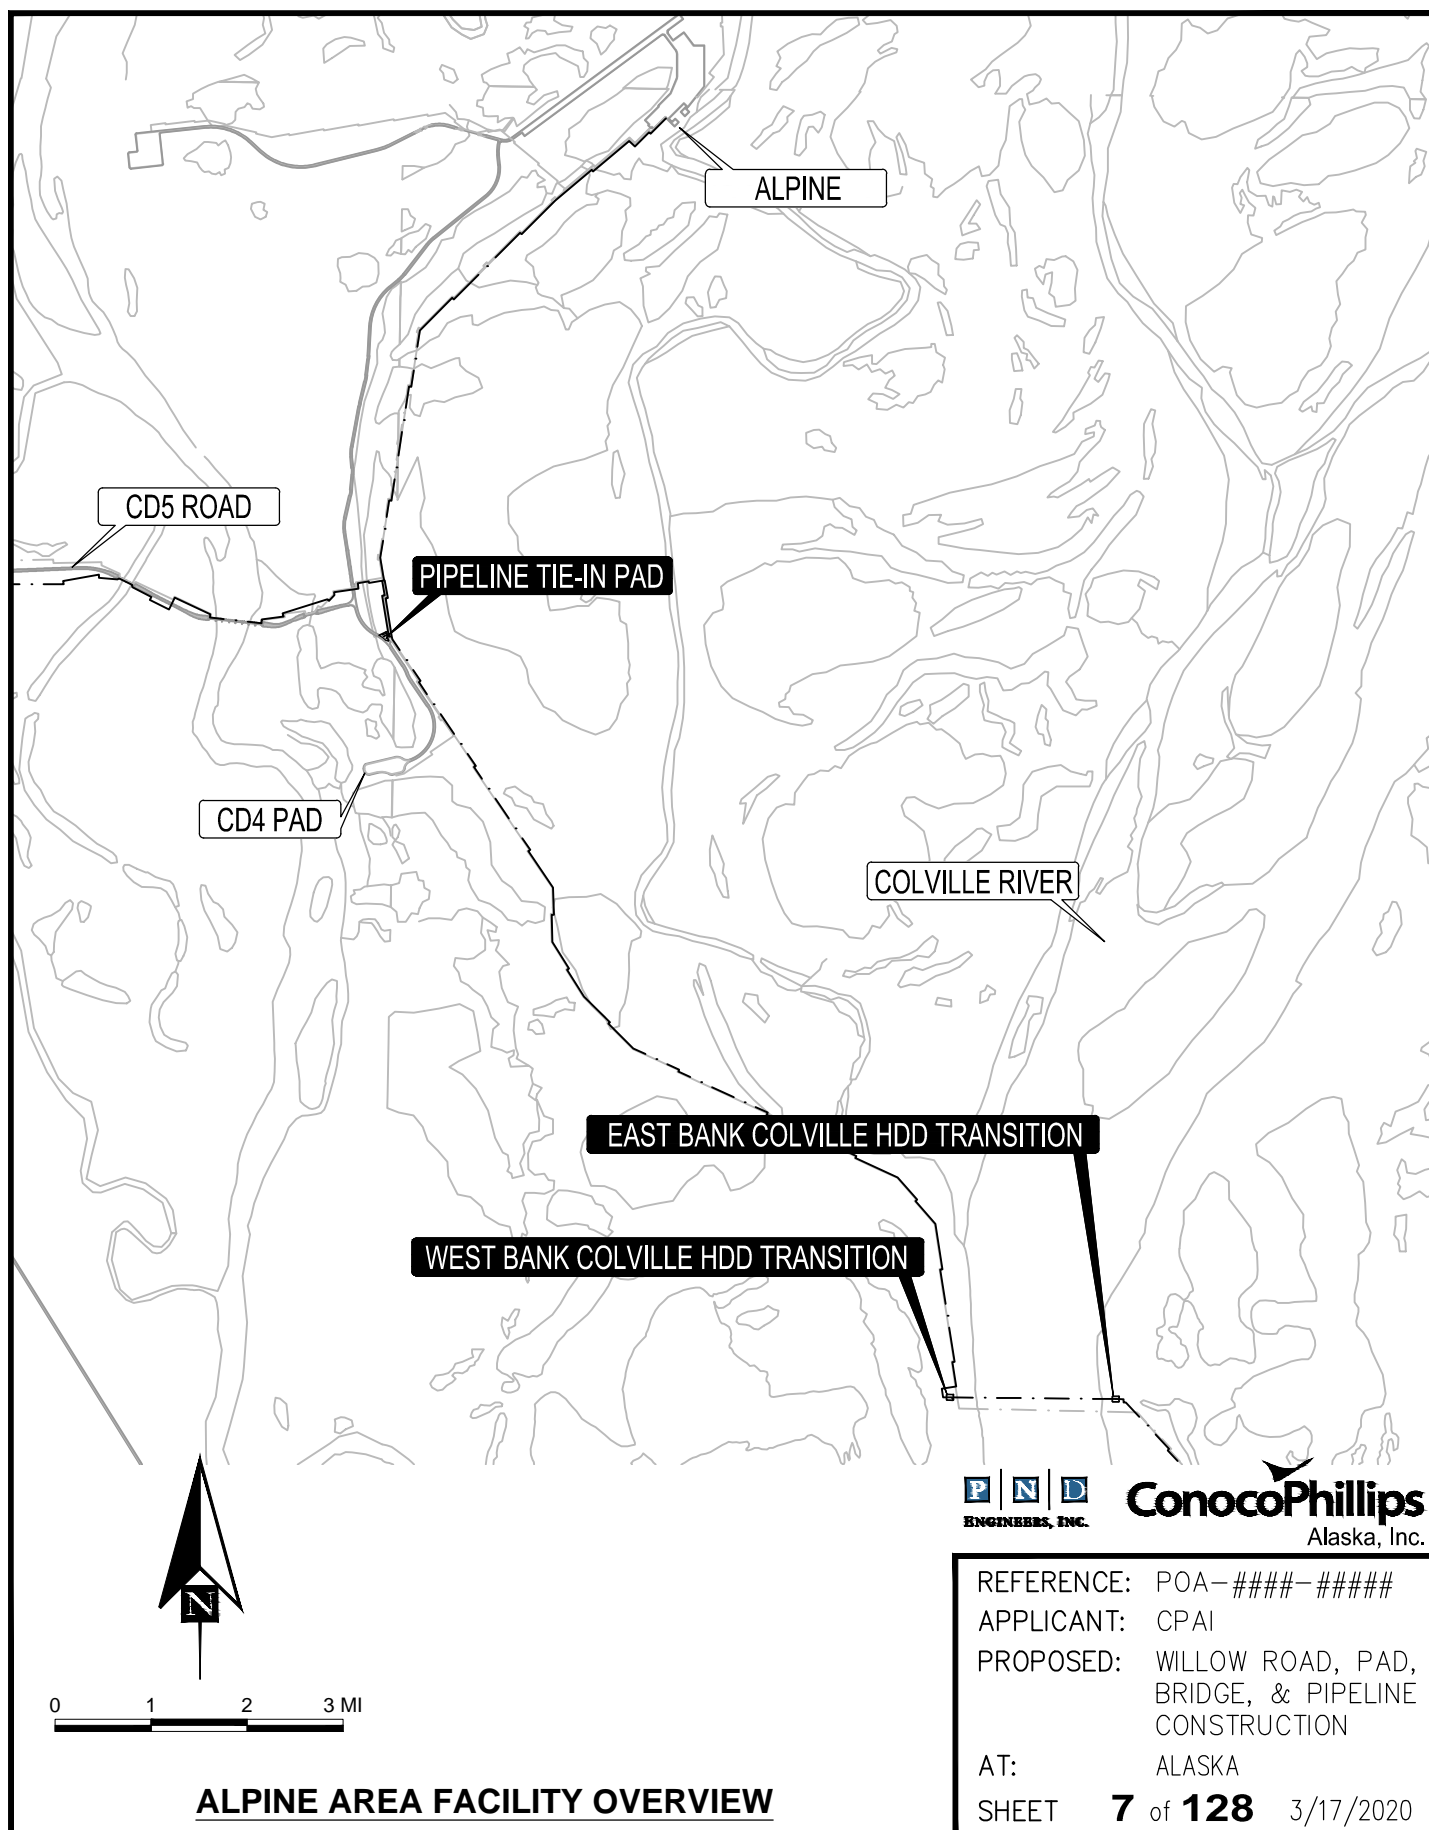 ALPINE
CD5 ROAD
PIPELINE TIE-IN PAD
CD4 PAD
COLVILLE RIVER
EAST BANK COLVILLE HDD TRANSITION
WEST BANK COLVILLE HDD TRANSITION
N
0 1 2 3 MI
ALPINE AREA FACILITY OVERVIEW
P N D
ENGINEERS, INC.
ConocoPhillips
Alaska, Inc.
REFERENCE: POA-####-#####
APPLICANT: CPAI
PROPOSED: WILLOW ROAD, PAD,
BRIDGE, & PIPELINE
CONSTRUCTION
AT: ALASKA
SHEET 7 of 128 3/17/2020